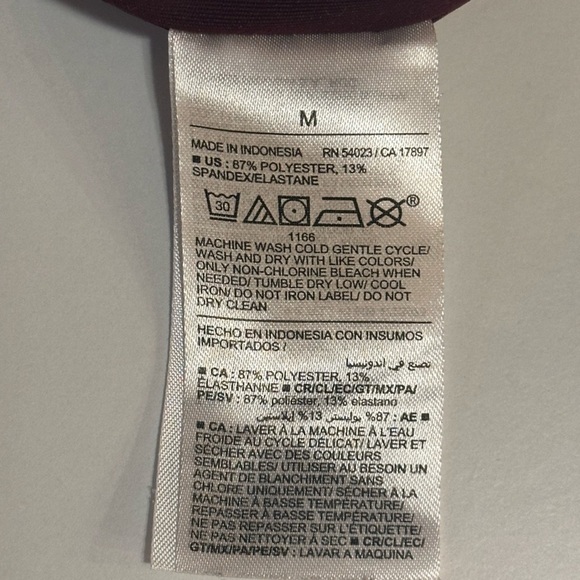 M
MADE IN INDONESIA RN 54023 / CA 17897
■ US : 87% POLYESTER, 13%
SPANDEX/ELASTANE
30 ®
1166
MACHINE WASH COLD GENTLE CYCLE/
WASH AND DRY WITH LIKE COLORS/
ONLY NON-CHLORINE BLEACH WHEN
NEEDED/ TUMBLE DRY LOW/ COOL
IRON/ DO NOT IRON LABEL/ DO NOT
DRY CLEAN
HECHO EN INDONESIA CON INSUMOS
IMPORTADOS /
نصع في اندونيسيا
■ CA : 87% POLYESTER, 13%
ÉLASTHANNE ■ CR/CL/EC/GT/MX/PA/
PE/SV : 87% poliéster, 13% elastano
■ AE : 87% بوليستر 13% إيلاستين
■ CA : LAVER À LA MACHINE À L'EAU
FROIDE AU CYCLE DÉLICAT/ LAVER ET
SÉCHER AVEC DES COULEURS
SEMBLABLES/ UTILISER AU BESOIN UN
AGENT DE BLANCHIMENT SANS
CHLORE UNIQUEMENT/ SÉCHER À LA
MACHINE À BASSE TEMPÉRATURE/
REPASSER À BASSE TEMPÉRATURE/
NE PAS REPASSER SUR L'ÉTIQUETTE/
NE PAS NETTOYER À SEC ■ CR/CL/EC/
GT/MX/PA/PE/SV : LAVAR A MAQUINA